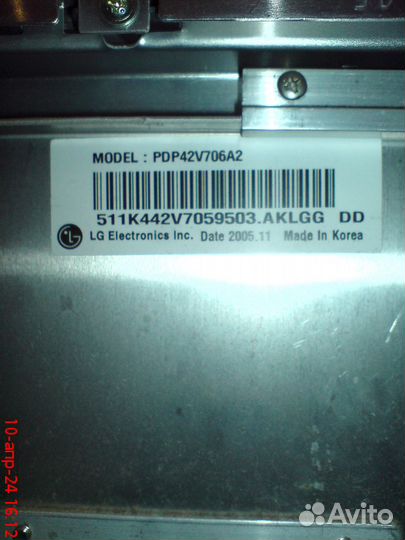 MODEL : PDP42V706A2
511K442V7059503.AKLGG DD
LG LG Electronics Inc. Date 2005.11 Made In Korea
10-апр-24 16.12
Avito